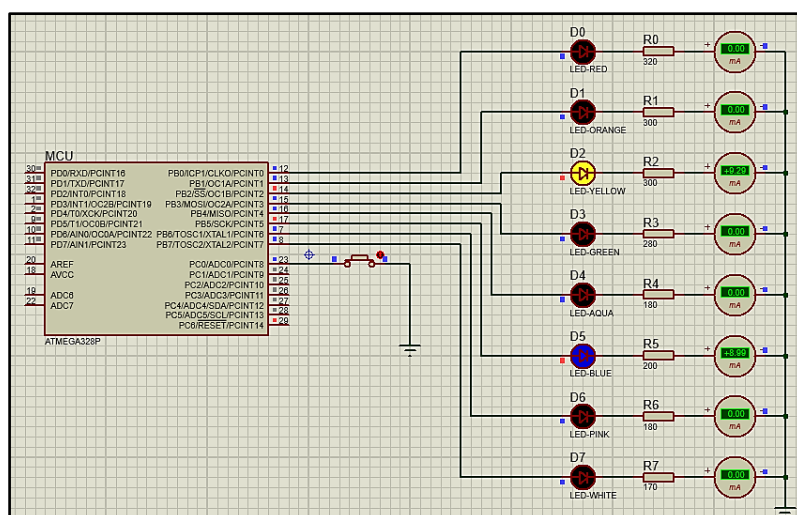 D0
LED-RED
R0
320
+
0.00
mA
D1
LED-ORANGE
R1
300
+
0.00
mA
D2
LED-YELLOW
R2
300
+
+9.29
mA
D3
LED-GREEN
R3
280
+
0.00
mA
D4
LED-AQUA
R4
180
+
0.00
mA
D5
LED-BLUE
R5
200
+
+8.99
mA
D6
LED-PINK
R6
180
+
0.00
mA
D7
LED-WHITE
R7
170
+
0.00
mA
MCU
30 PD0/RXD/PCINT16 PB0/ICP1/CLKO/PCINT0 12
31 PD1/TXD/PCINT17 PB1/OC1A/PCINT1 13
32 PD2/INT0/PCINT18 PB2/SS/OC1B/PCINT2 14
1 PD3/INT1/OC2B/PCINT19 PB3/MOSI/OC2A/PCINT3 15
2 PD4/T0/XCK/PCINT20 PB4/MISO/PCINT4 16
9 PD5/T1/OC0B/PCINT21 PB5/SCK/PCINT5 17
10 PD6/AIN0/OC0A/PCINT22 PB6/TOSC1/XTAL1/PCINT6 7
11 PD7/AIN1/PCINT23 PB7/TOSC2/XTAL2/PCINT7 8
20 AREF PC0/ADC0/PCINT8 23
18 AVCC PC1/ADC1/PCINT9 24
PC2/ADC2/PCINT10 25
19 ADC6 PC3/ADC3/PCINT11 26
22 ADC7 PC4/ADC4/SDA/PCINT12 27
PC5/ADC5/SCL/PCINT13 28
PC6/RESET/PCINT14 29
ATMEGA328P